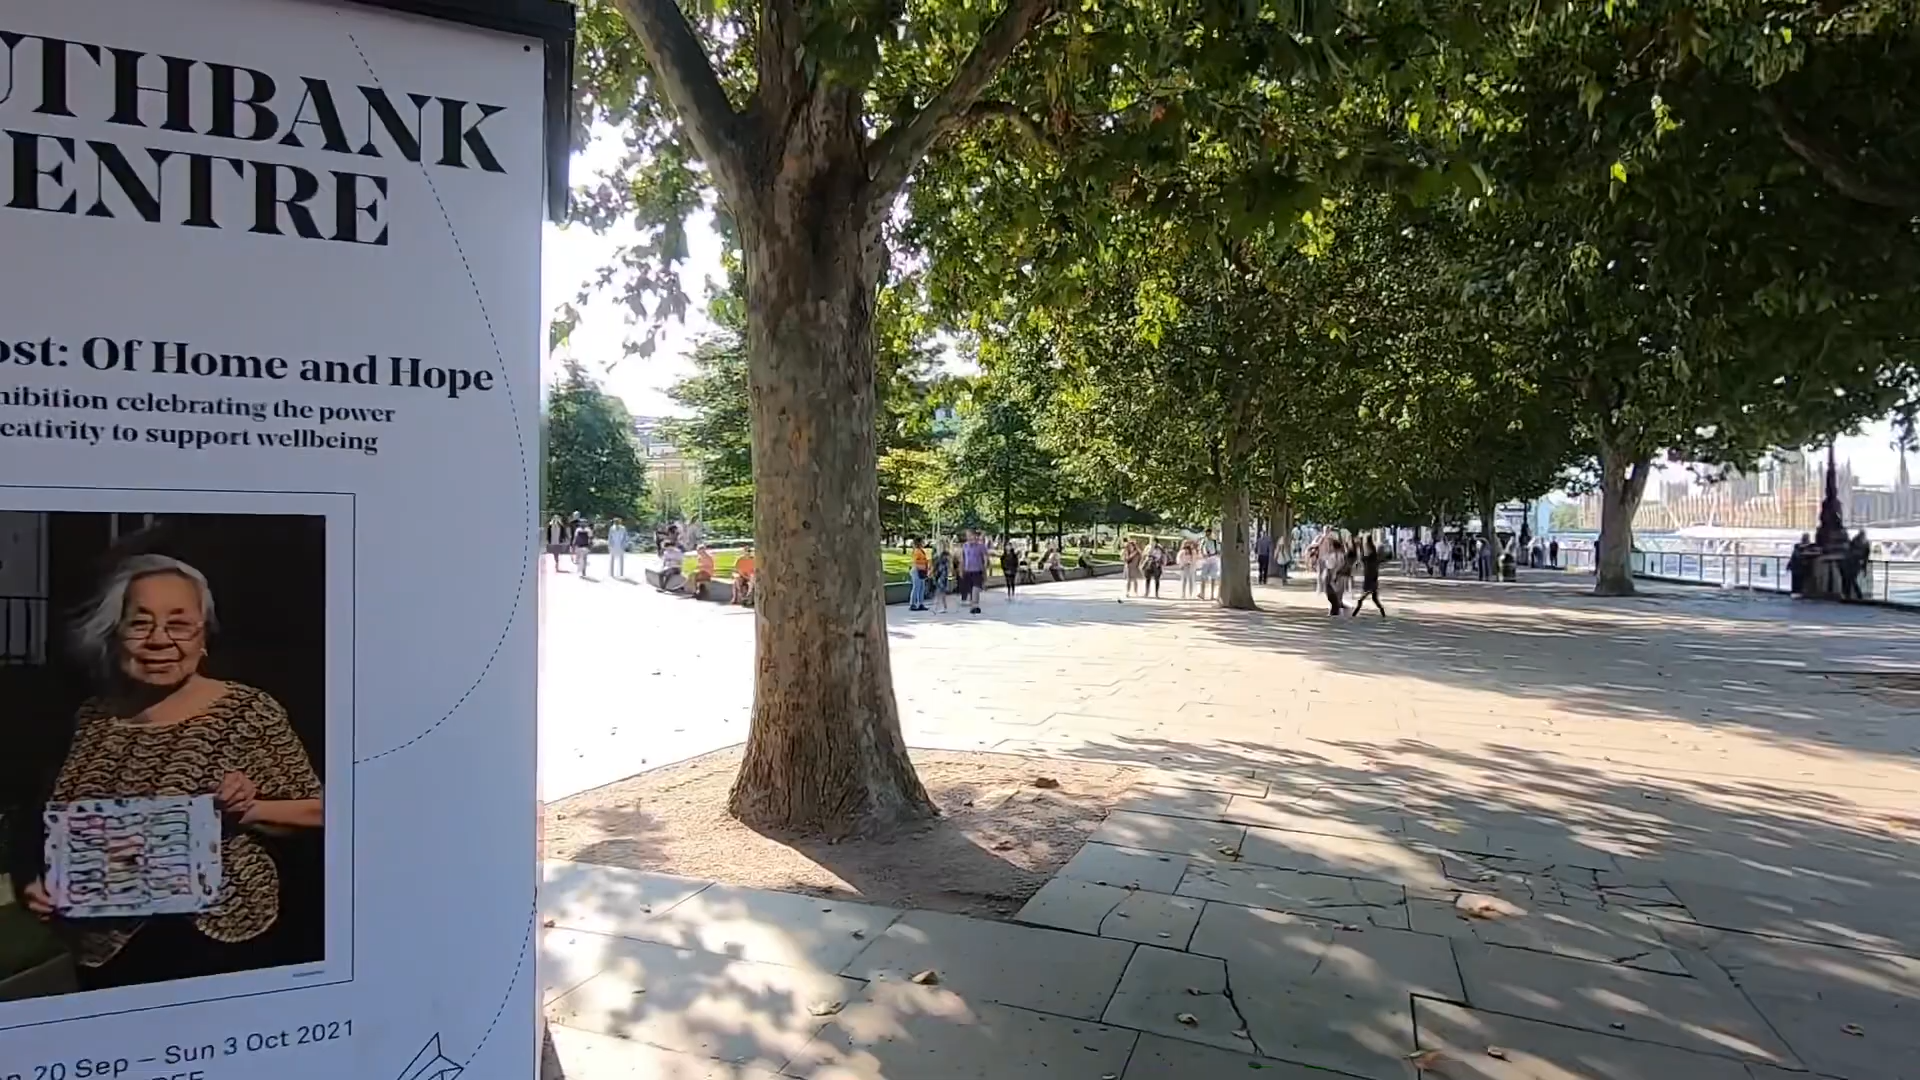 UTHBANK
ENTRE
ost: Of Home and Hope
hibition celebrating the power
eativity to support wellbeing
n 20 Sep – Sun 3 Oct 2021